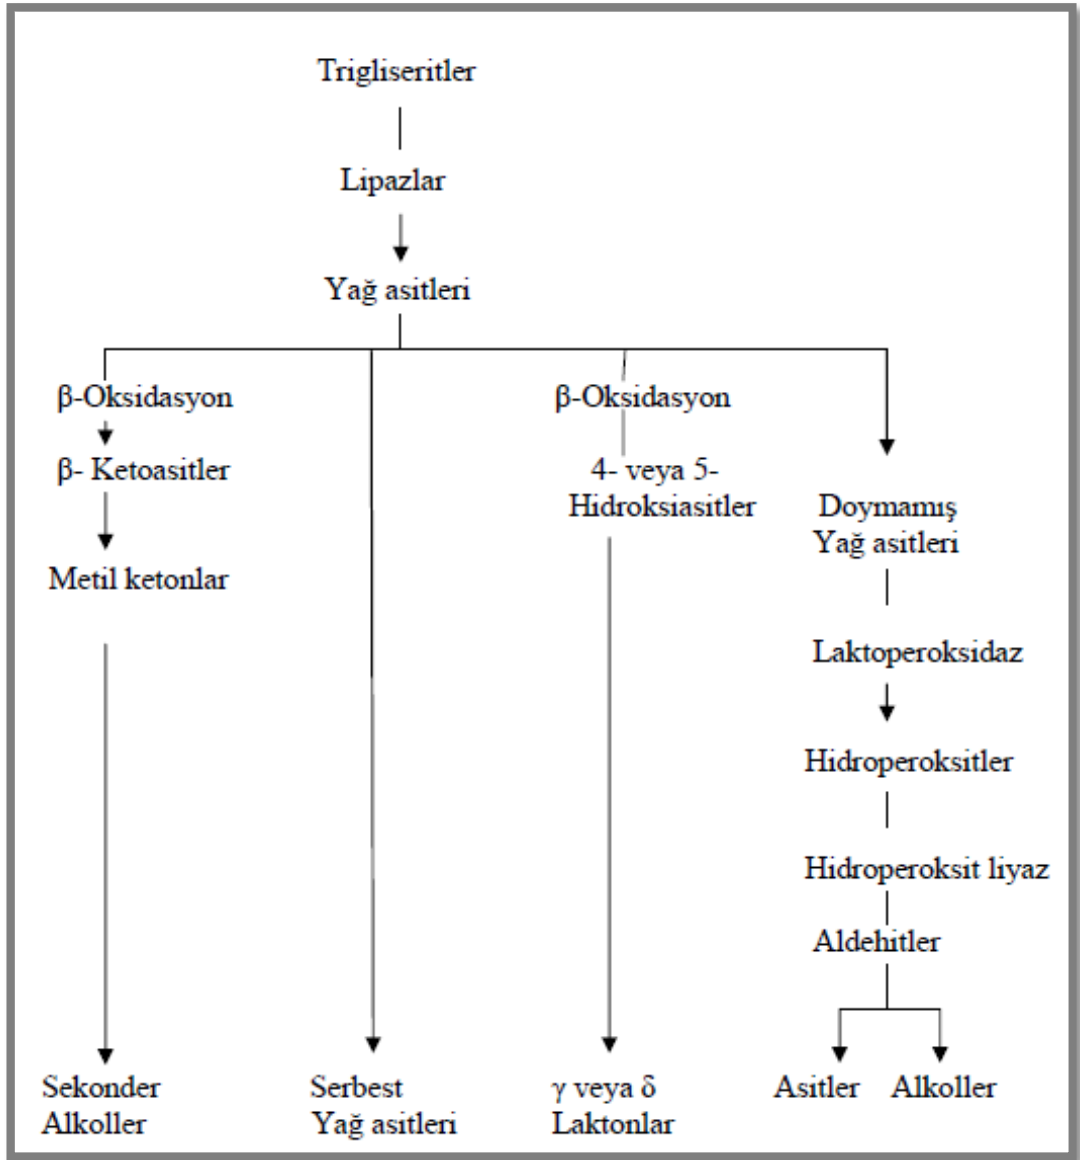 Trigliseritler
Lipazlar
Yağ asitleri
β-Oksidasyon
β- Ketoasitler
Metil ketonlar
Sekonder
Alkoller
Serbest
Yağ asitleri
β-Oksidasyon
4- veya 5-
Hidroksiasitler
γ veya δ
Laktonlar
Doymamış
Yağ asitleri
Laktoperoksidaz
Hidroperoksitler
Hidroperoksit liyaz
Aldehitler
Asitler
Alkoller